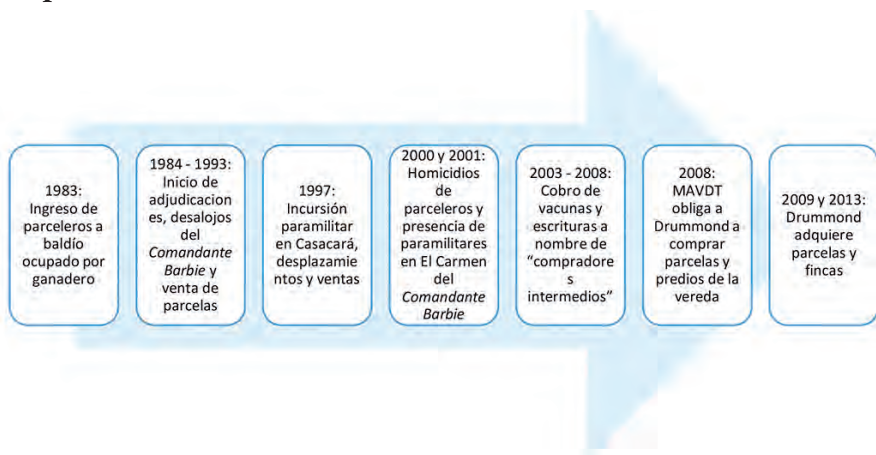 1983:
Ingreso de
parceleros a
baldío
ocupado por
ganadero
1984 - 1993:
Inicio de
adjudicacion
es, desalojos
del
Comandante
Barbie y
venta de
parcelas
1997:
Incursión
paramilitar
en Casacará,
desplazamie
ntos y ventas
2000 y 2001:
Homicidios
de
parceleros y
presencia de
paramilitares
en El Carmen
del
Comandante
Barbie
2003 - 2008:
Cobro de
vacunas y
escrituras a
nombre de
“compradore
s
intermedios”
2008:
MAVDT
obliga a
Drummond a
comprar
parcelas y
predios de la
vereda
2009 y 2013:
Drummond
adquiere
parcelas y
fincas